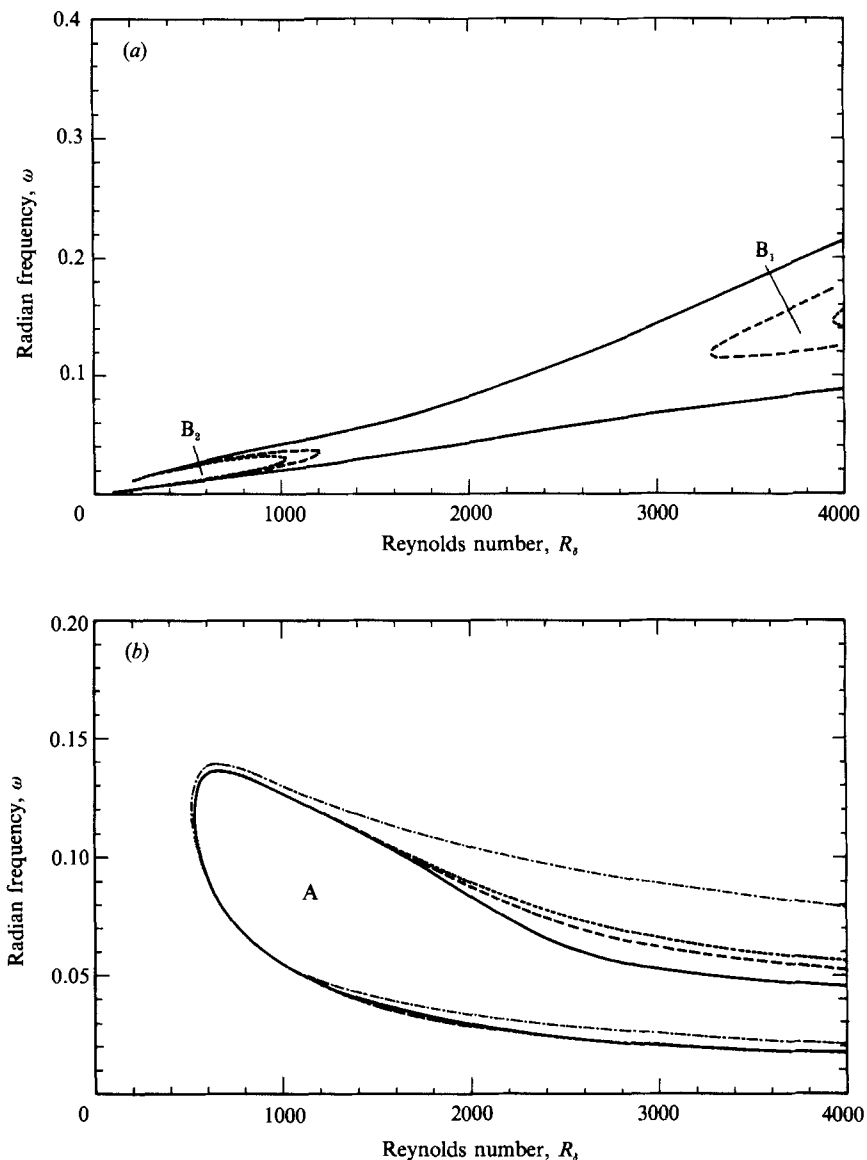 (a)
0.4
0.3
0.2
0.1
0
Radian frequency, ω
B₁
B₂
1000 2000 3000 4000
Reynolds number, R_δ
(b)
0.20
0.15
0.10
0.05
0
Radian frequency, ω
A
1000 2000 3000 4000
Reynolds number, R_δ